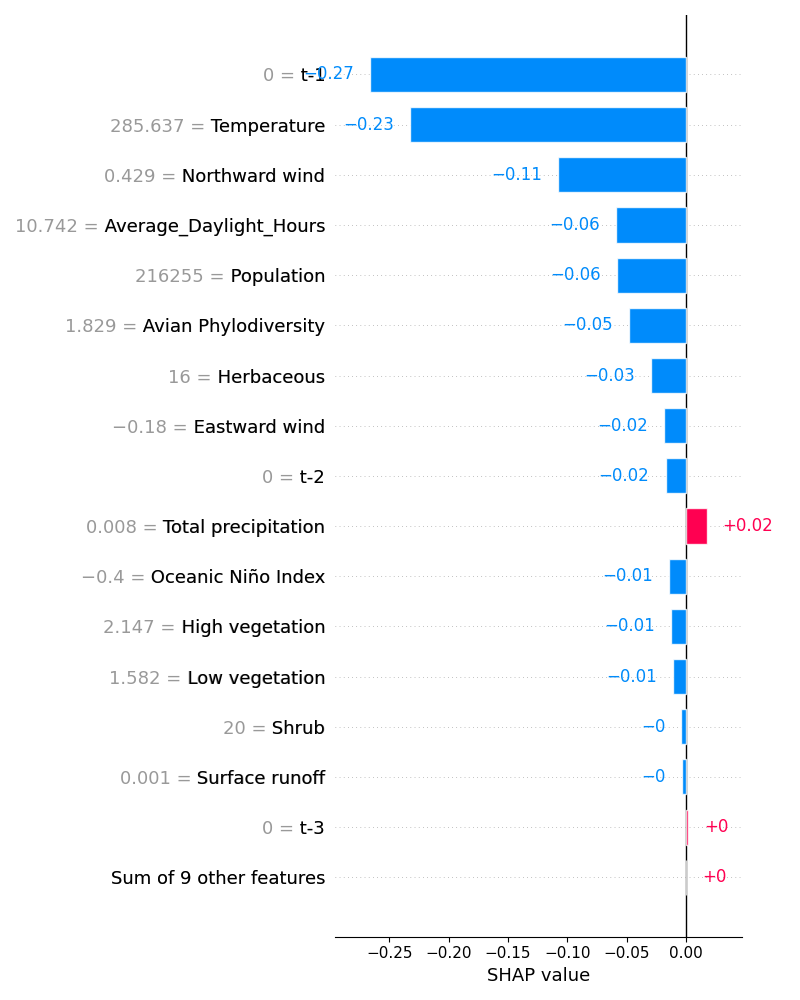 0 = t-1 −0.27
285.637 = Temperature −0.23
0.429 = Northward wind −0.11
10.742 = Average_Daylight_Hours −0.06
216255 = Population −0.06
1.829 = Avian Phylodiversity −0.05
16 = Herbaceous −0.03
−0.18 = Eastward wind −0.02
0 = t-2 −0.02
0.008 = Total precipitation +0.02
−0.4 = Oceanic Niño Index −0.01
2.147 = High vegetation −0.01
1.582 = Low vegetation −0.01
20 = Shrub −0
0.001 = Surface runoff −0
0 = t-3 +0
Sum of 9 other features +0
−0.25 −0.20 −0.15 −0.10 −0.05 0.00
SHAP value